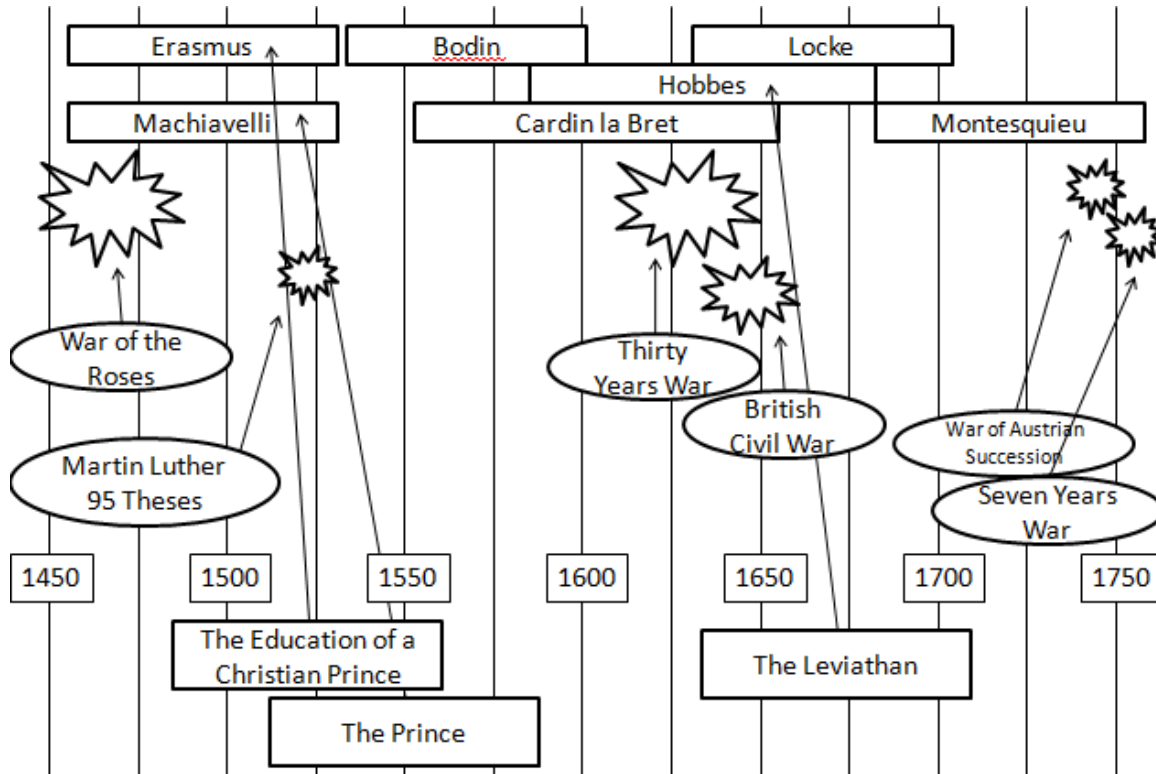 Erasmus
Bodin
Locke
Hobbes
Machiavelli
Cardin la Bret
Montesquieu
War of the
Roses
Thirty
Years War
British
Civil War
War of Austrian
Succession
Martin Luther
95 Theses
Seven Years
War
1450
1500
1550
1600
1650
1700
1750
The Education of a
Christian Prince
The Leviathan
The Prince